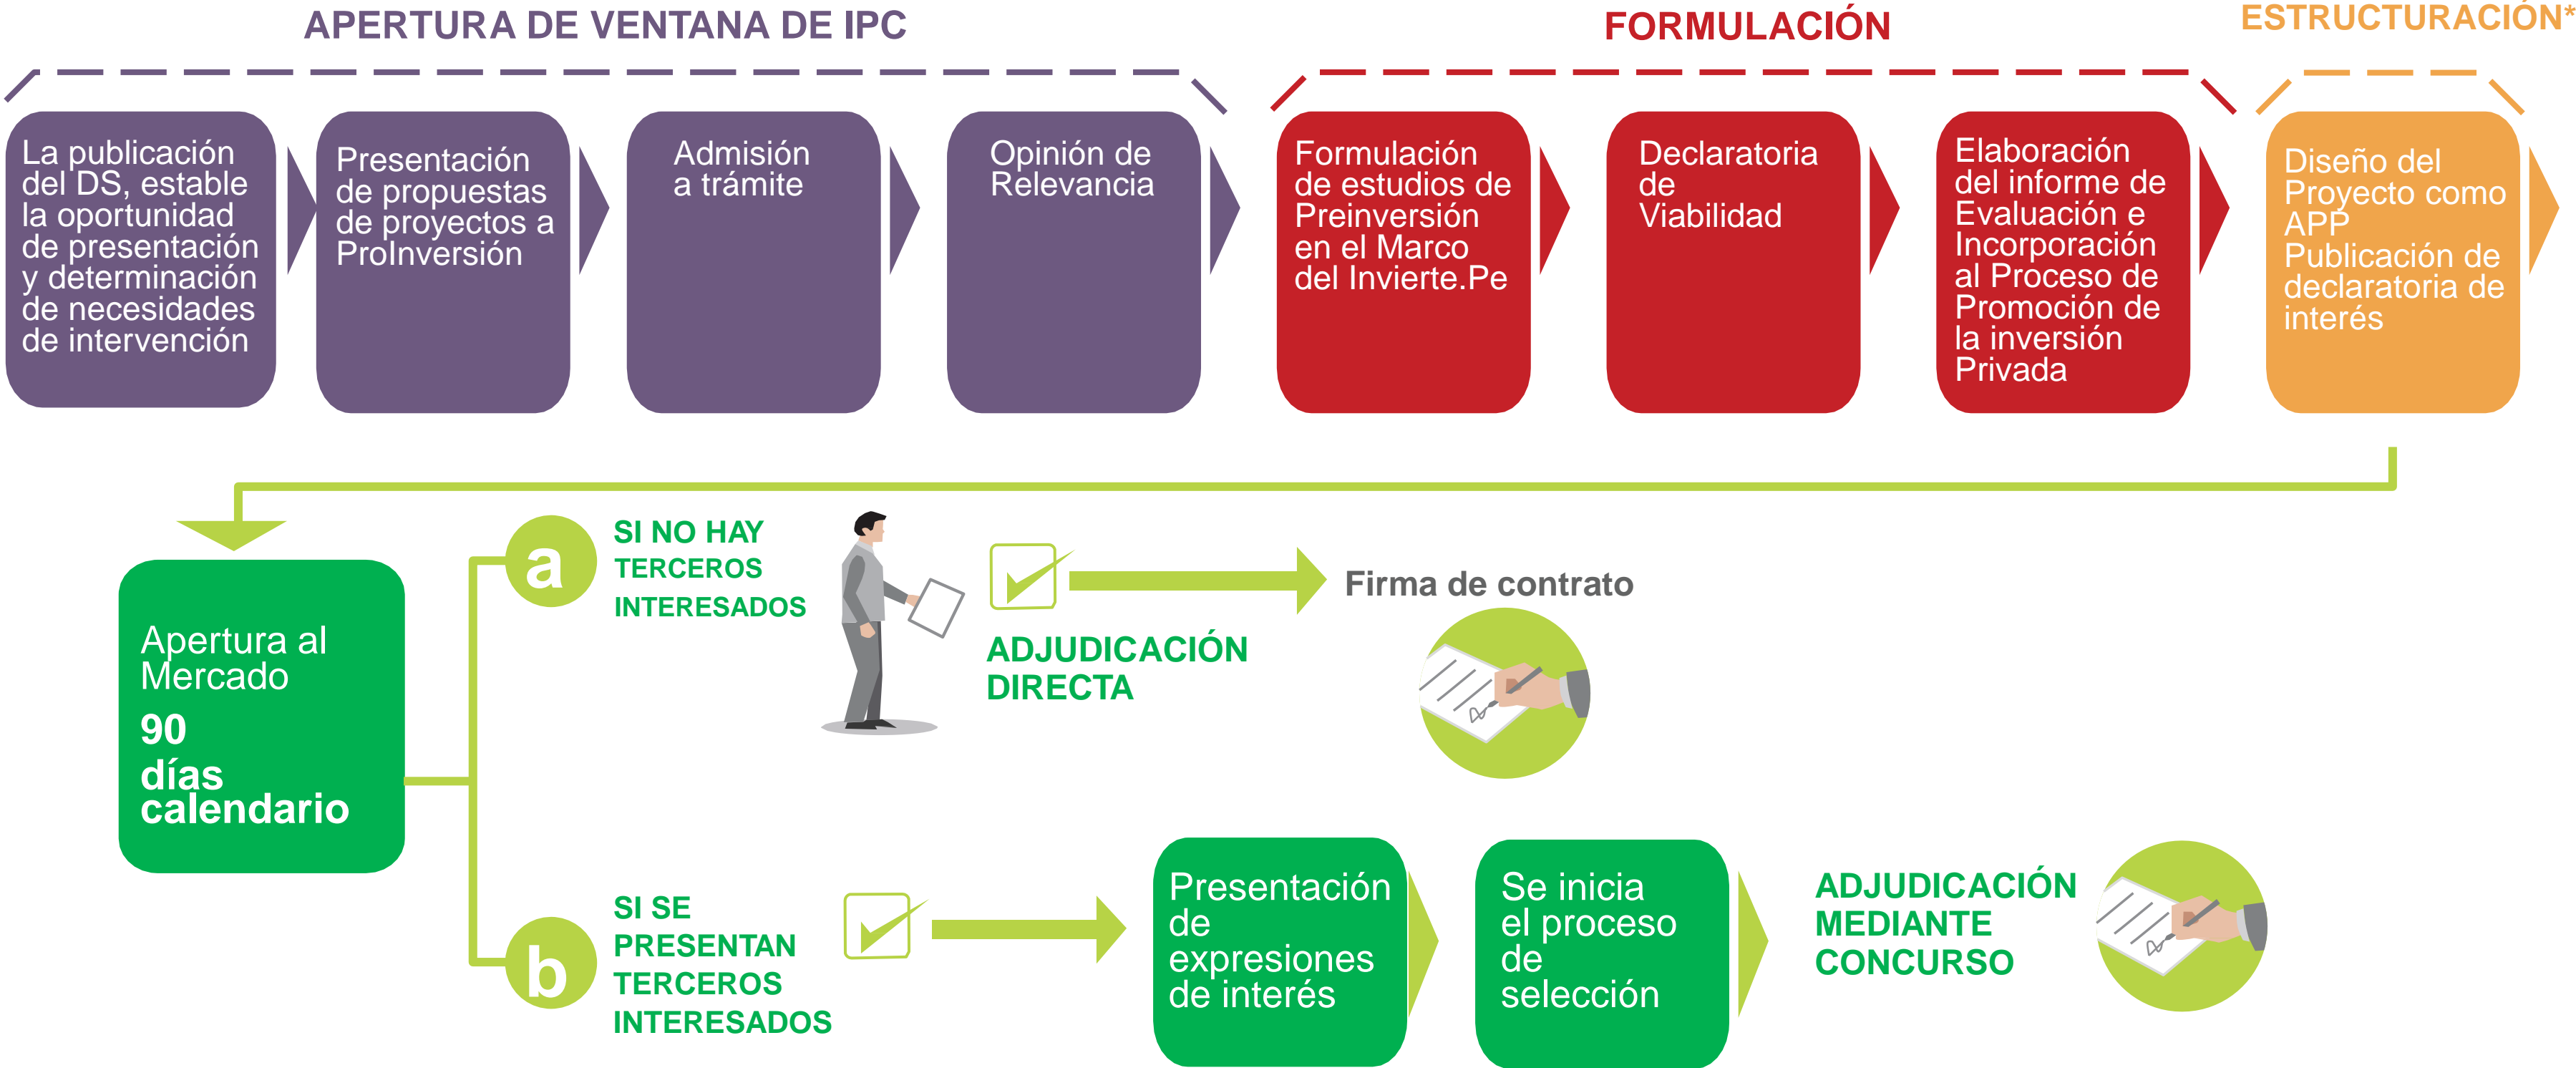 APERTURA DE VENTANA DE IPC
FORMULACIÓN
ESTRUCTURACIÓN*
La publicación
del DS, estable
la oportunidad
de presentación
y determinación
de necesidades
de intervención
Presentación
de propuestas
de proyectos a
ProInversión
Admisión
a trámite
Opinión de
Relevancia
Formulación
de estudios de
Preinversión
en el Marco
del Invierte.Pe
Declaratoria
de
Viabilidad
Elaboración
del informe de
Evaluación e
Incorporación
al Proceso de
Promoción de
la inversión
Privada
Diseño del
Proyecto como
APP
Publicación de
declaratoria de
interés
Apertura al
Mercado
90
días
calendario
a
SI NO HAY
TERCEROS
INTERESADOS
ADJUDICACIÓN
DIRECTA
Firma de contrato
b
SI SE
PRESENTAN
TERCEROS
INTERESADOS
Presentación
de
expresiones
de interés
Se inicia
el proceso
de
selección
ADJUDICACIÓN
MEDIANTE
CONCURSO